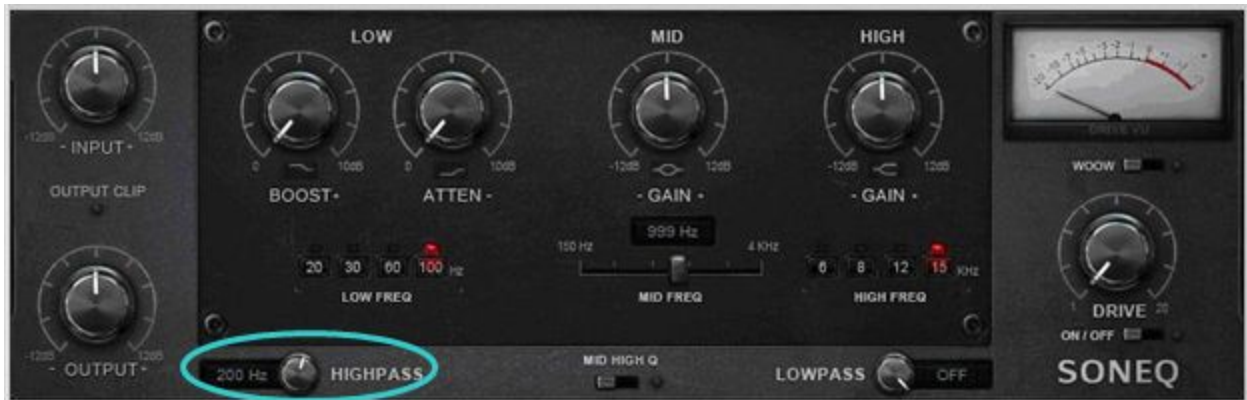 -12dB 12dB
- INPUT +
OUTPUT CLIP
-12dB 12dB
- OUTPUT +
LOW
0 10dB
BOOST +
0 10dB
ATTEN -
20 30 60 100 Hz
LOW FREQ
MID
-12dB 12dB
- GAIN +
999 Hz
150 Hz 4 KHz
MID FREQ
HIGH
-12dB 12dB
- GAIN +
6 8 12 15 KHz
HIGH FREQ
200 Hz HIGHPASS
MID HIGH Q
LOWPASS OFF
DRIVE VU
WOOW
1 20
DRIVE
ON / OFF
SONEQ